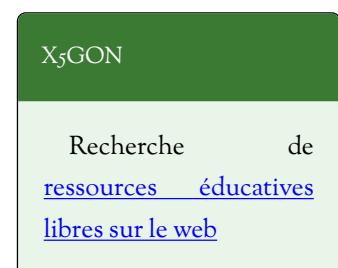 X5GON
Recherche de
ressources éducatives
libres sur le web